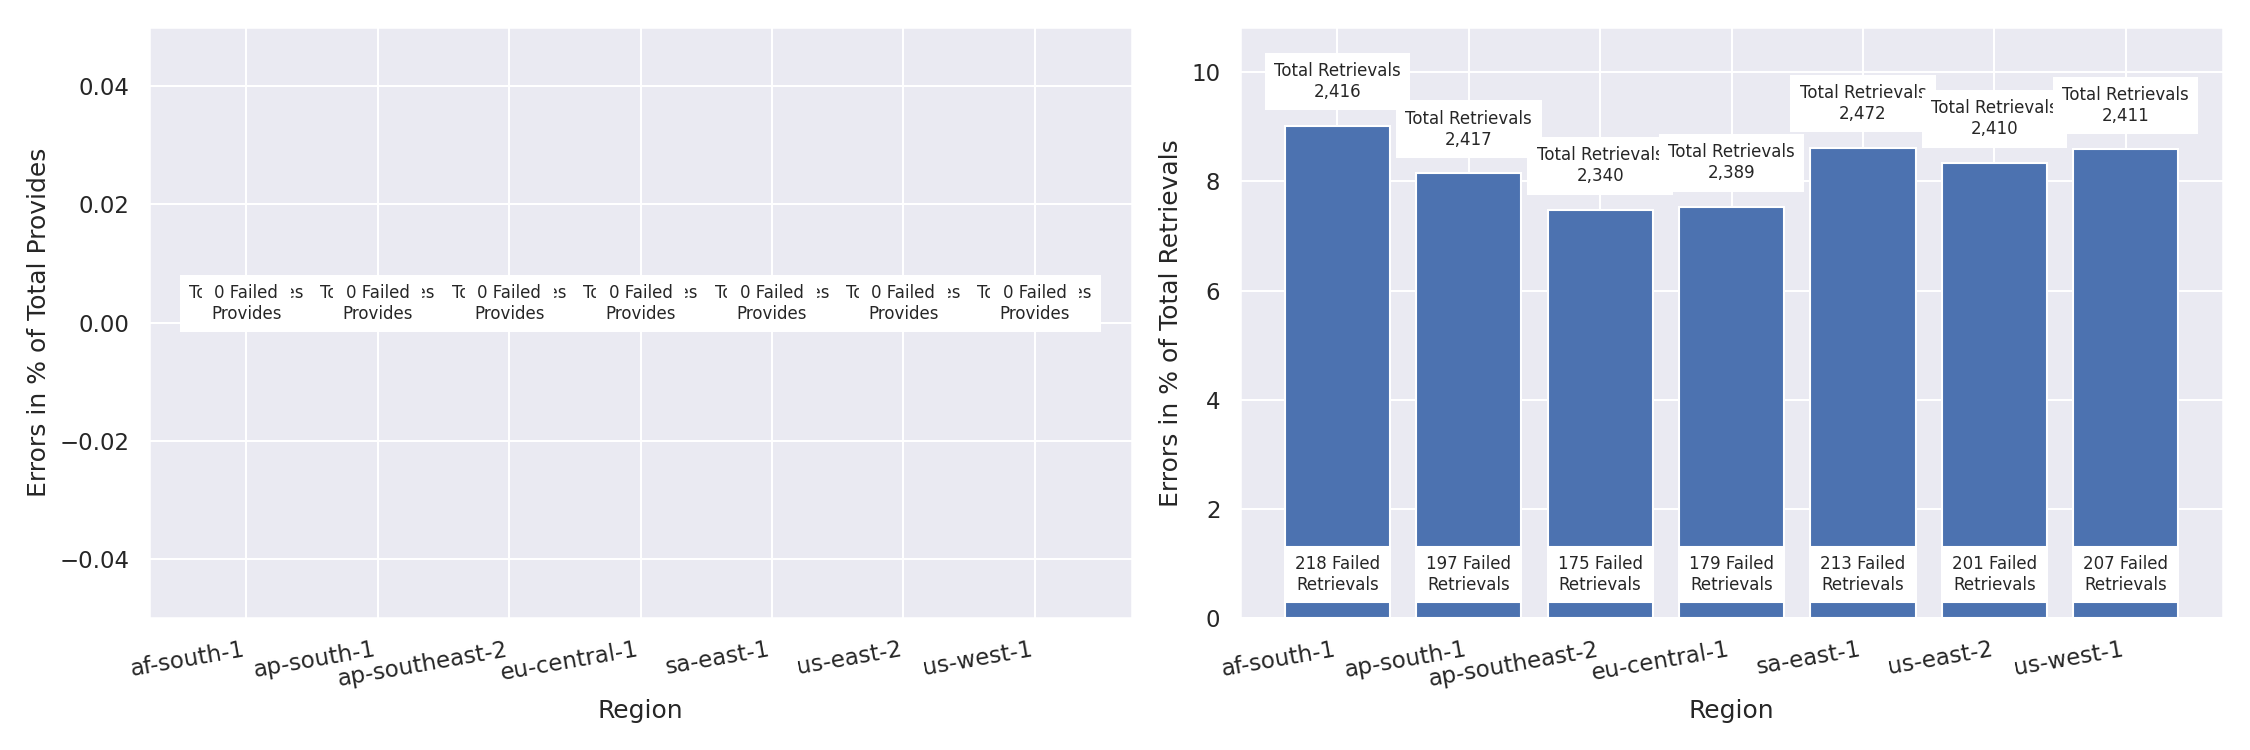 Errors in % of Total Provides
0.04
0.02
0.00
−0.02
−0.04
0 Failed
Provides
0 Failed
Provides
0 Failed
Provides
0 Failed
Provides
0 Failed
Provides
0 Failed
Provides
0 Failed
Provides
af-south-1
ap-south-1
ap-southeast-2
eu-central-1
sa-east-1
us-east-2
us-west-1
Region
Errors in % of Total Retrievals
10
8
6
4
2
0
Total Retrievals
2,416
Total Retrievals
2,417
Total Retrievals
2,340
Total Retrievals
2,389
Total Retrievals
2,472
Total Retrievals
2,410
Total Retrievals
2,411
218 Failed
Retrievals
197 Failed
Retrievals
175 Failed
Retrievals
179 Failed
Retrievals
213 Failed
Retrievals
201 Failed
Retrievals
207 Failed
Retrievals
af-south-1
ap-south-1
ap-southeast-2
eu-central-1
sa-east-1
us-east-2
us-west-1
Region